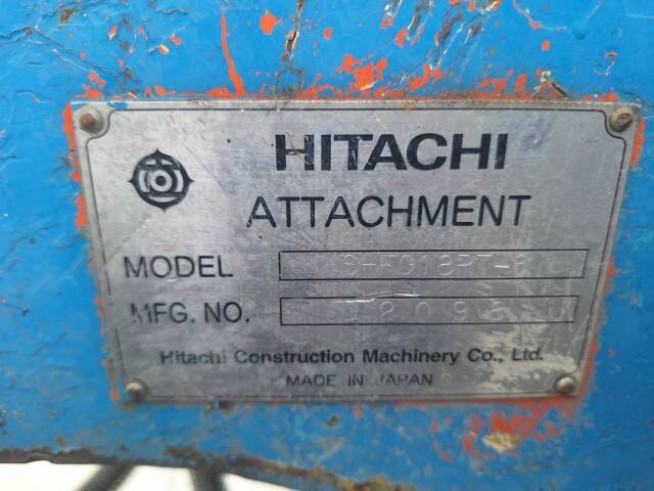 HITACHI
ATTACHMENT
MODEL
MFG. NO.
Hitachi Construction Machinery Co., Ltd.
MADE IN JAPAN